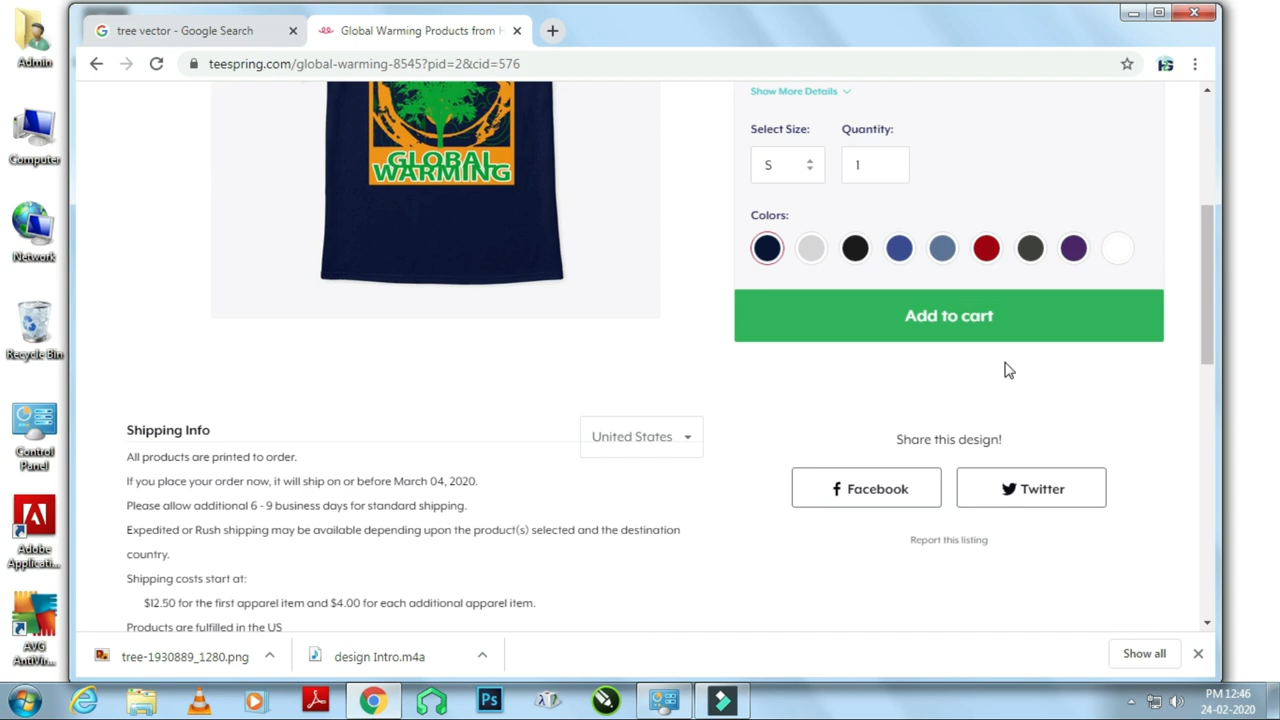 Admin
Computer
Network
Recycle Bin
Control
Panel
Adobe
Applicati...
AVG
AntiVir...
tree vector - Google Search
Global Warming Products from
teespring.com/global-warming-8545?pid=2&cid=576
GLOBAL
WARMING
Show More Details
Select Size:
Quantity:
S
1
Colors:
Add to cart
Shipping Info
United States
All products are printed to order.
If you place your order now, it will ship on or before March 04, 2020.
Please allow additional 6 - 9 business days for standard shipping.
Expedited or Rush shipping may be available depending upon the product(s) selected and the destination
country.
Shipping costs start at:
$12.50 for the first apparel item and $4.00 for each additional apparel item.
Products are fulfilled in the US
Share this design!
Facebook
Twitter
Report this listing
tree-1930889_1280.png
design Intro.m4a
Show all
Ps
PM 12:46
24-02-2020